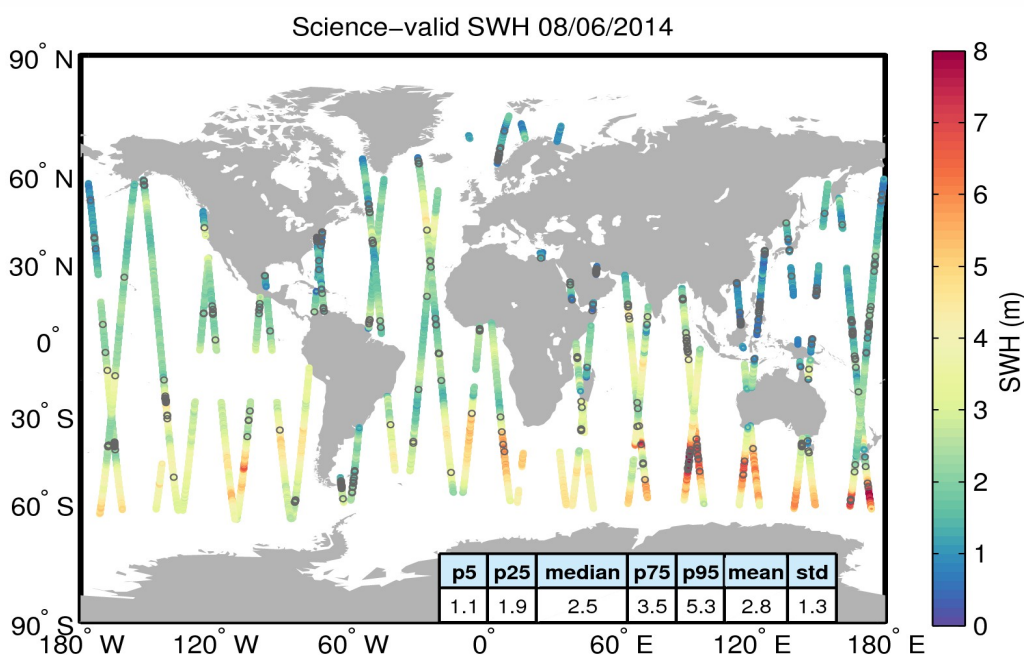 Science−valid SWH 08/06/2014
90° N
60° N
30° N
0°
30° S
60° S
90° S
180° W
120° W
60° W
0°
60° E
120° E
180° E
p5 p25 median p75 p95 mean std
1.1 1.9 2.5 3.5 5.3 2.8 1.3
8
7
6
5
4
3
2
1
0
SWH (m)